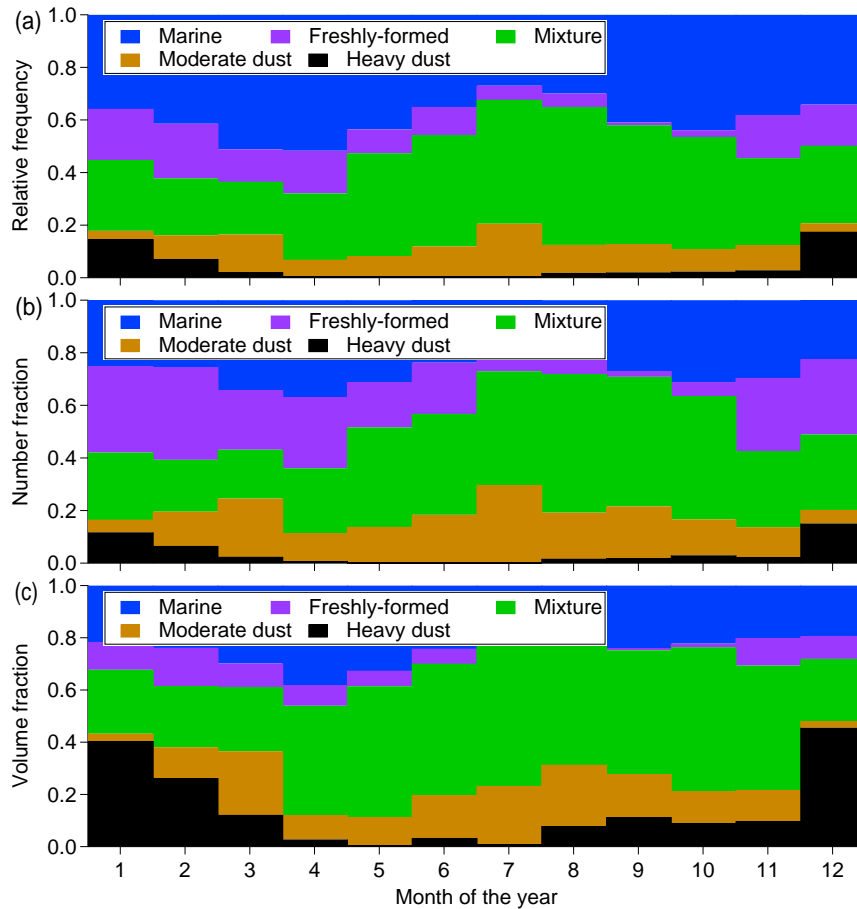 (a)
Marine Freshly-formed Mixture
Moderate dust Heavy dust
Relative frequency
1.0
0.8
0.6
0.4
0.2
0.0
(b)
Marine Freshly-formed Mixture
Moderate dust Heavy dust
Number fraction
1.0
0.8
0.6
0.4
0.2
0.0
(c)
Marine Freshly-formed Mixture
Moderate dust Heavy dust
Volume fraction
1.0
0.8
0.6
0.4
0.2
0.0
1 2 3 4 5 6 7 8 9 10 11 12
Month of the year